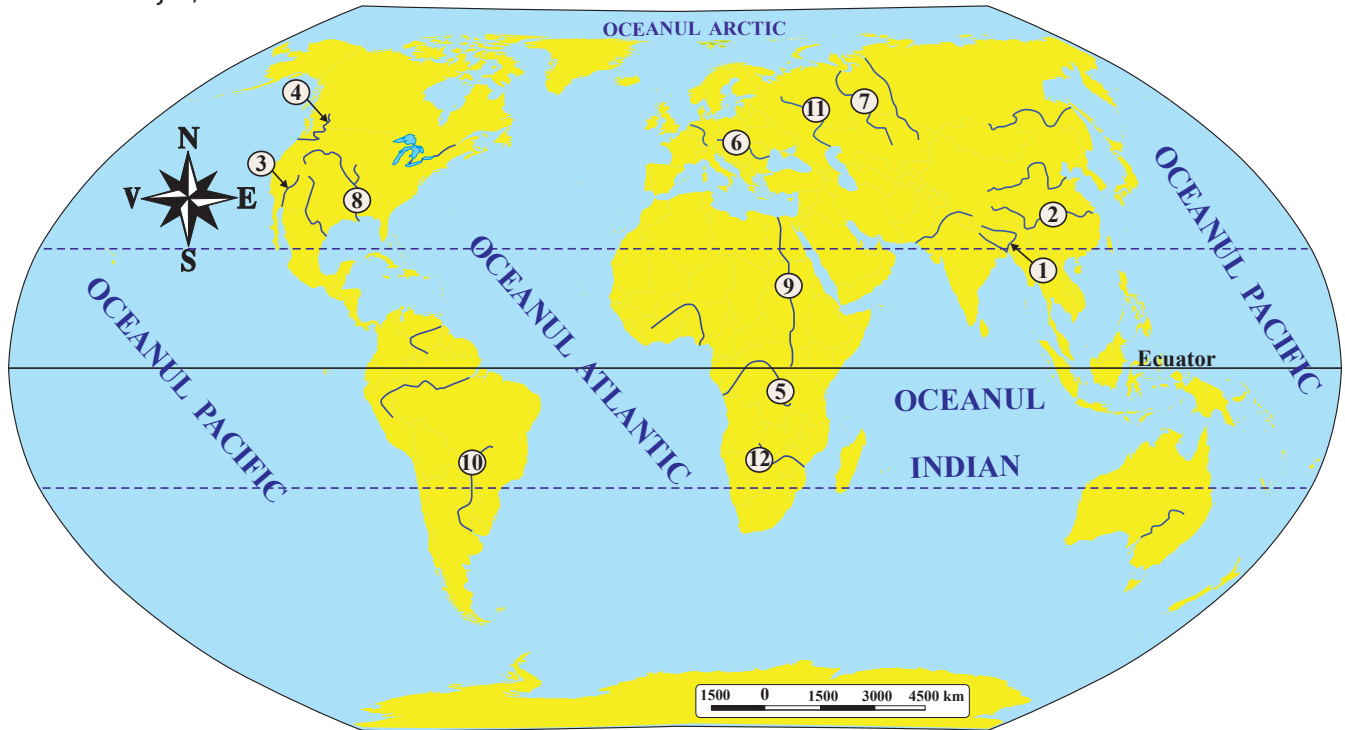 OCEANUL ARCTIC
4
11
7
N
3
6
V
E
8
2
S
1
9
OCEANUL PACIFIC
OCEANUL ATLANTIC
OCEANUL PACIFIC
Ecuator
5
OCEANUL
12
INDIAN
10
1500 0 1500 3000 4500 km